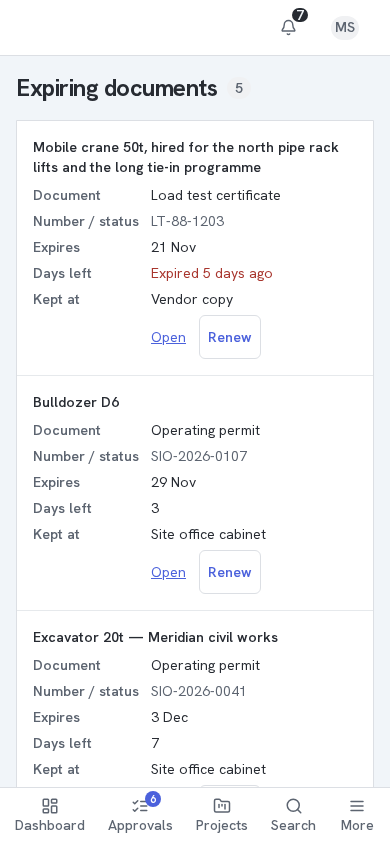 7
MS
Expiring documents 5
Mobile crane 50t, hired for the north pipe rack
lifts and the long tie-in programme
Document Load test certificate
Number / status LT-88-1203
Expires 21 Nov
Days left Expired 5 days ago
Kept at Vendor copy
Open Renew
Bulldozer D6
Document Operating permit
Number / status SIO-2026-0107
Expires 29 Nov
Days left 3
Kept at Site office cabinet
Open Renew
Excavator 20t — Meridian civil works
Document Operating permit
Number / status SIO-2026-0041
Expires 3 Dec
Days left 7
Kept at Site office cabinet
6
Dashboard Approvals Projects Search More